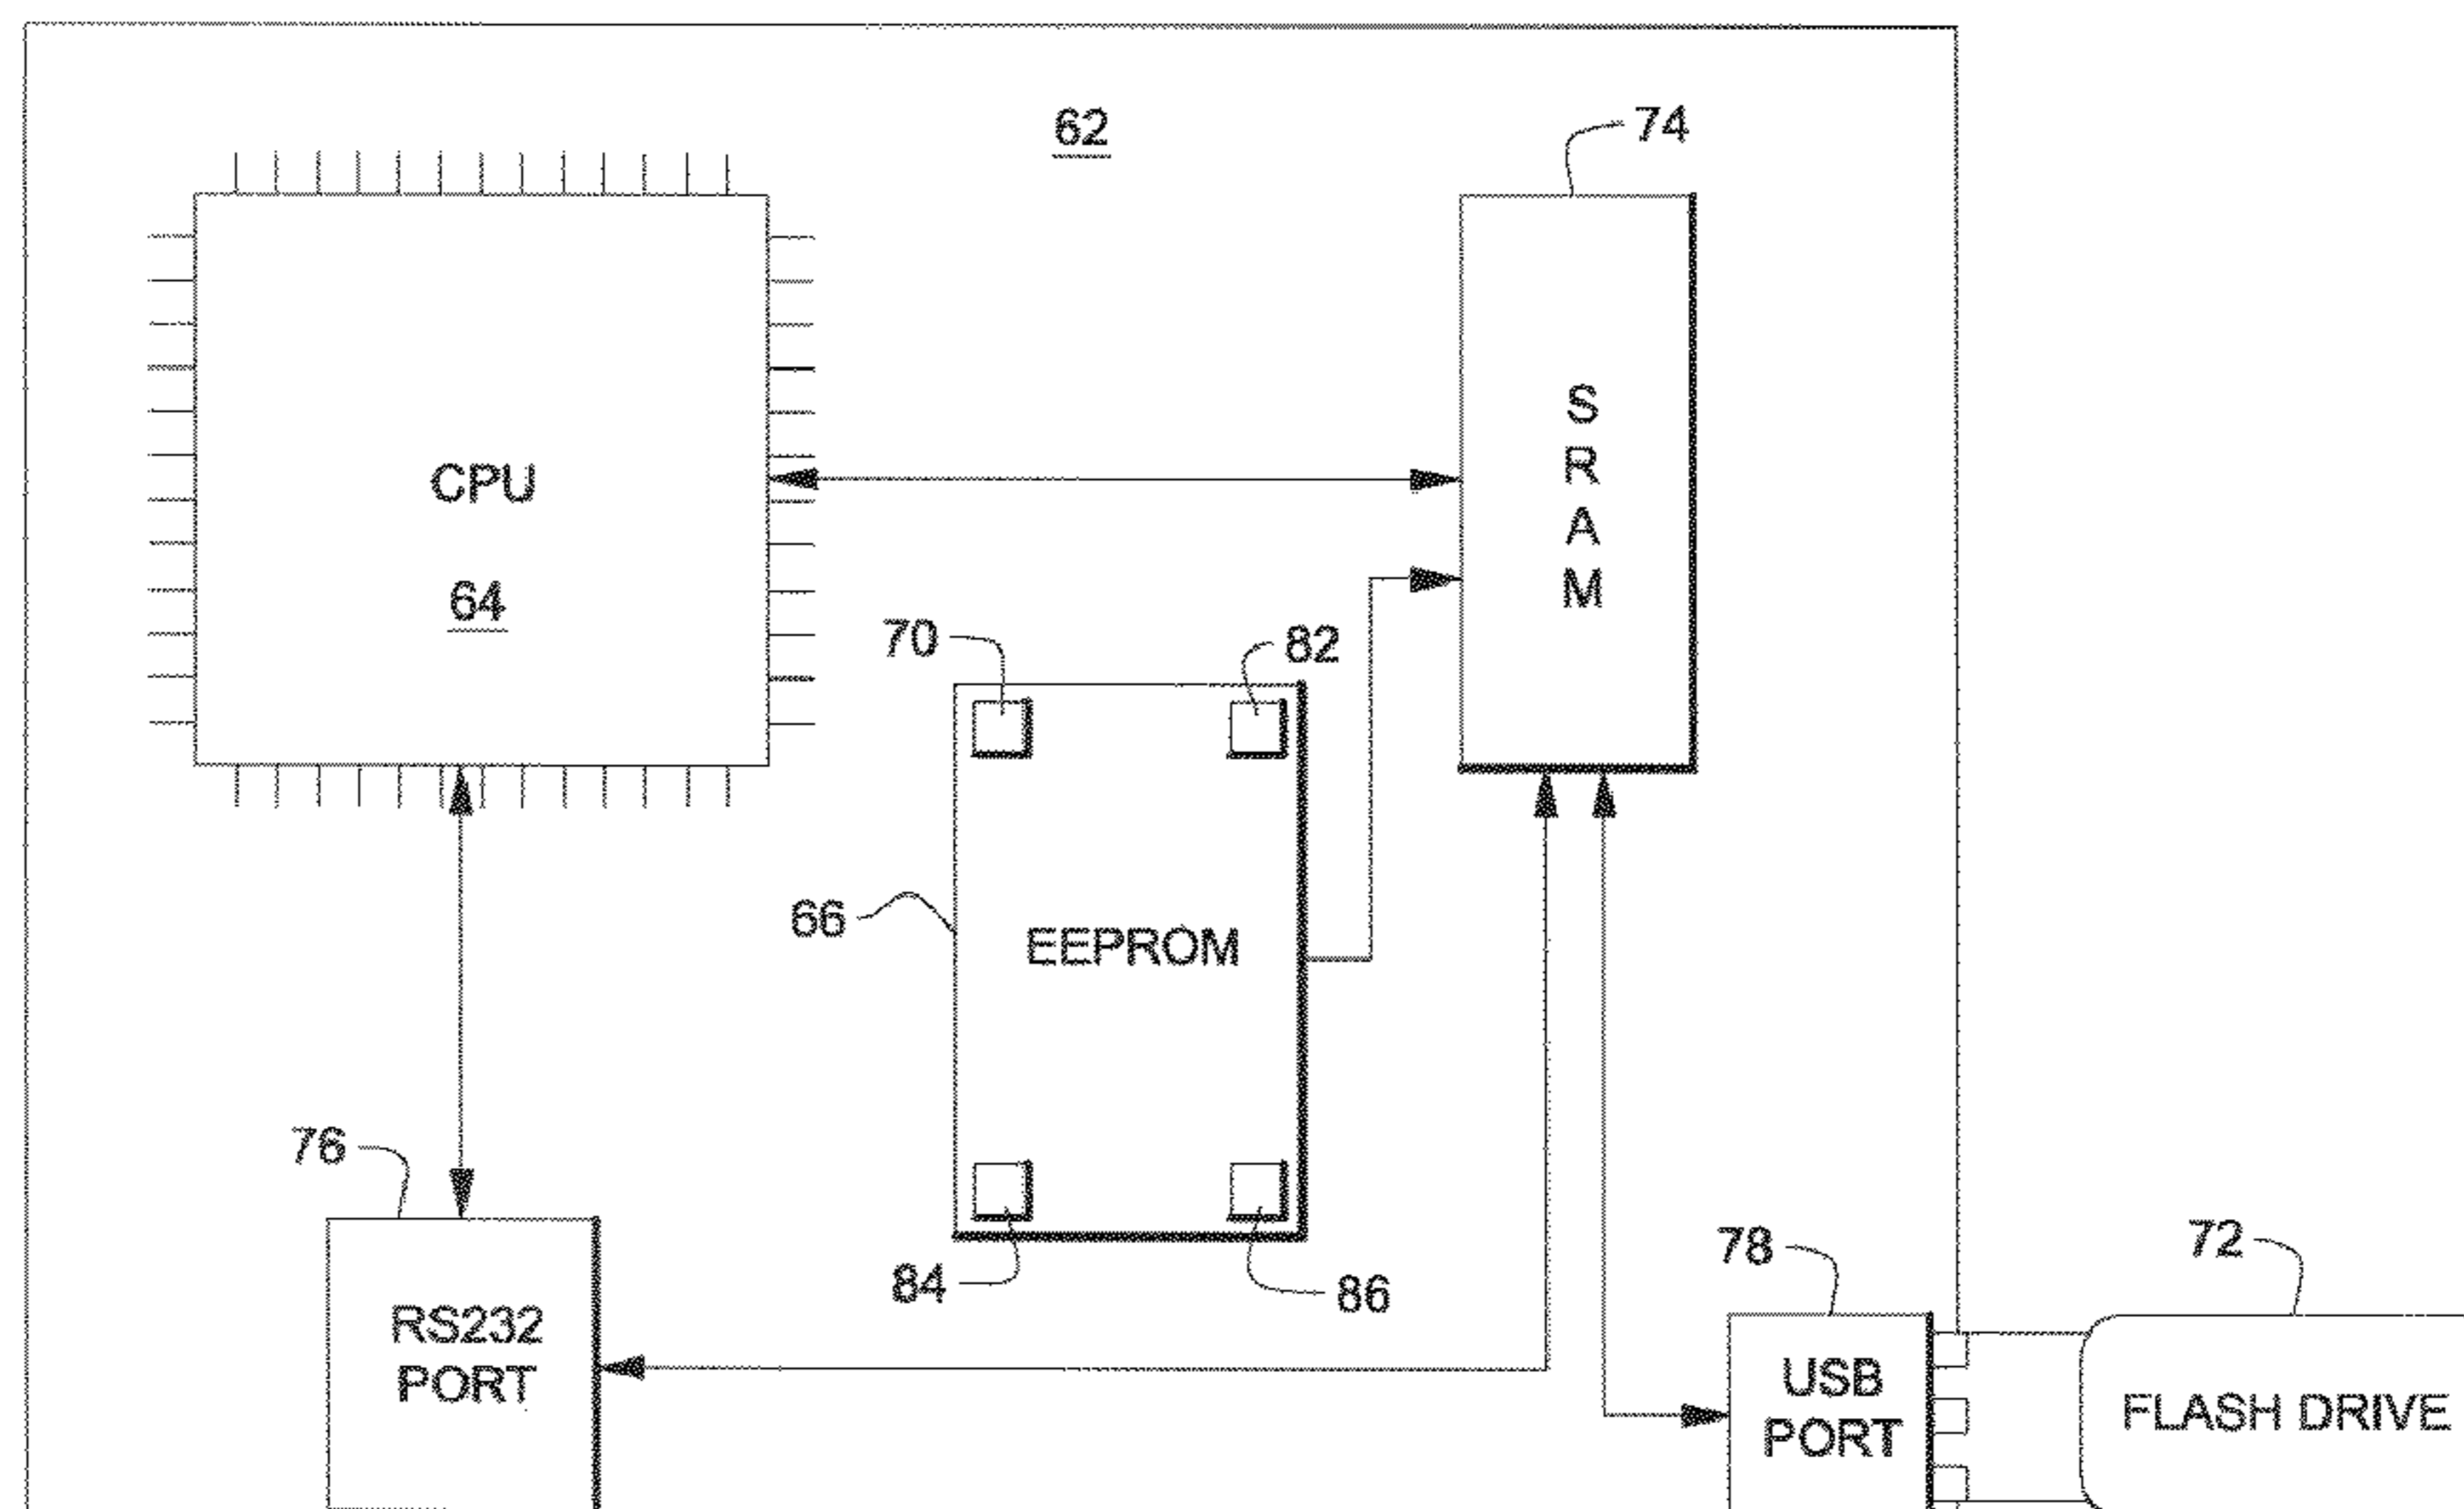 62
74
CPU
64
S
R
A
M
70
82
66
EEPROM
76
84
86
78
72
RS232
PORT
USB
PORT
FLASH DRIVE